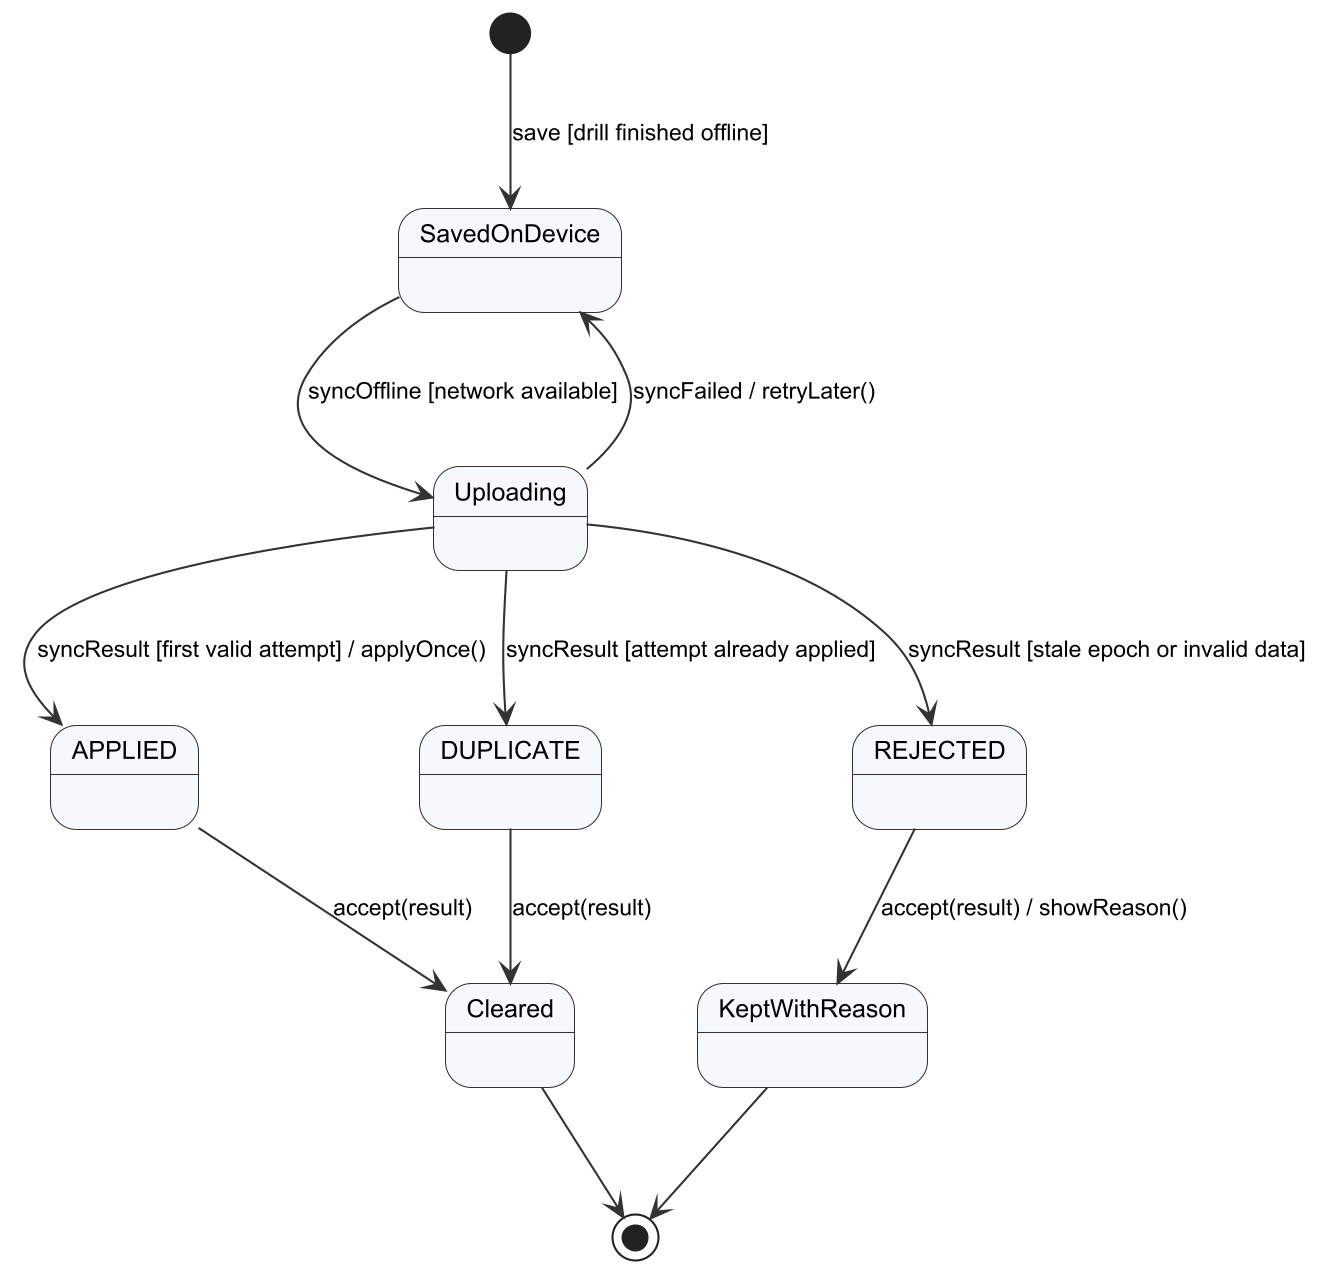 save [drill finished offline]
SavedOnDevice
syncOffline [network available]
syncFailed / retryLater()
Uploading
syncResult [first valid attempt] / applyOnce()
syncResult [attempt already applied]
syncResult [stale epoch or invalid data]
APPLIED
DUPLICATE
REJECTED
accept(result)
accept(result)
accept(result) / showReason()
Cleared
KeptWithReason